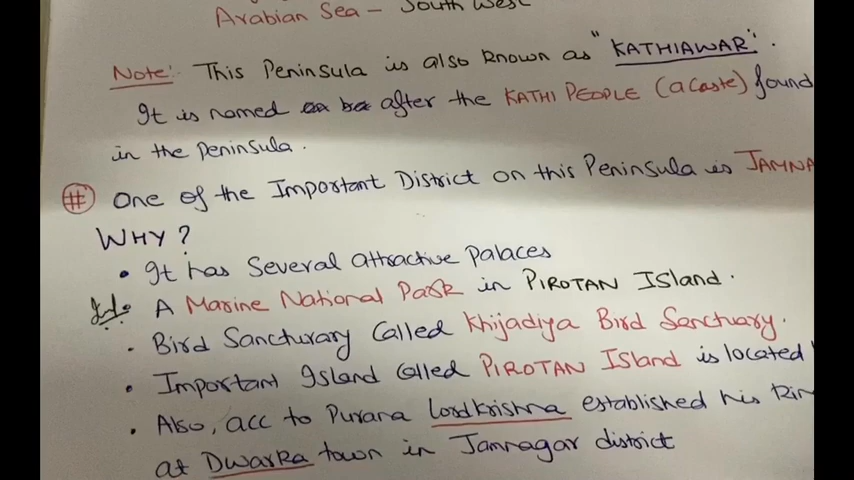 Arabian Sea - South West
Note:- This Peninsula is also known as "KATHIAWAR".
It is named after the KATHI PEOPLE (a caste) found
in the Peninsula.
# One of the Important District on this Peninsula is JAMNA
WHY?
• It has Several attractive Palaces
A Marine National Park in PIROTAN Island.
• Bird Sancturary Called Khijadiya Bird Sanctuary.
• Important Island Called PIROTAN Island is located
• Also, acc to Purana lord krishna established his Kin
at Dwarka town in Jamnagar district